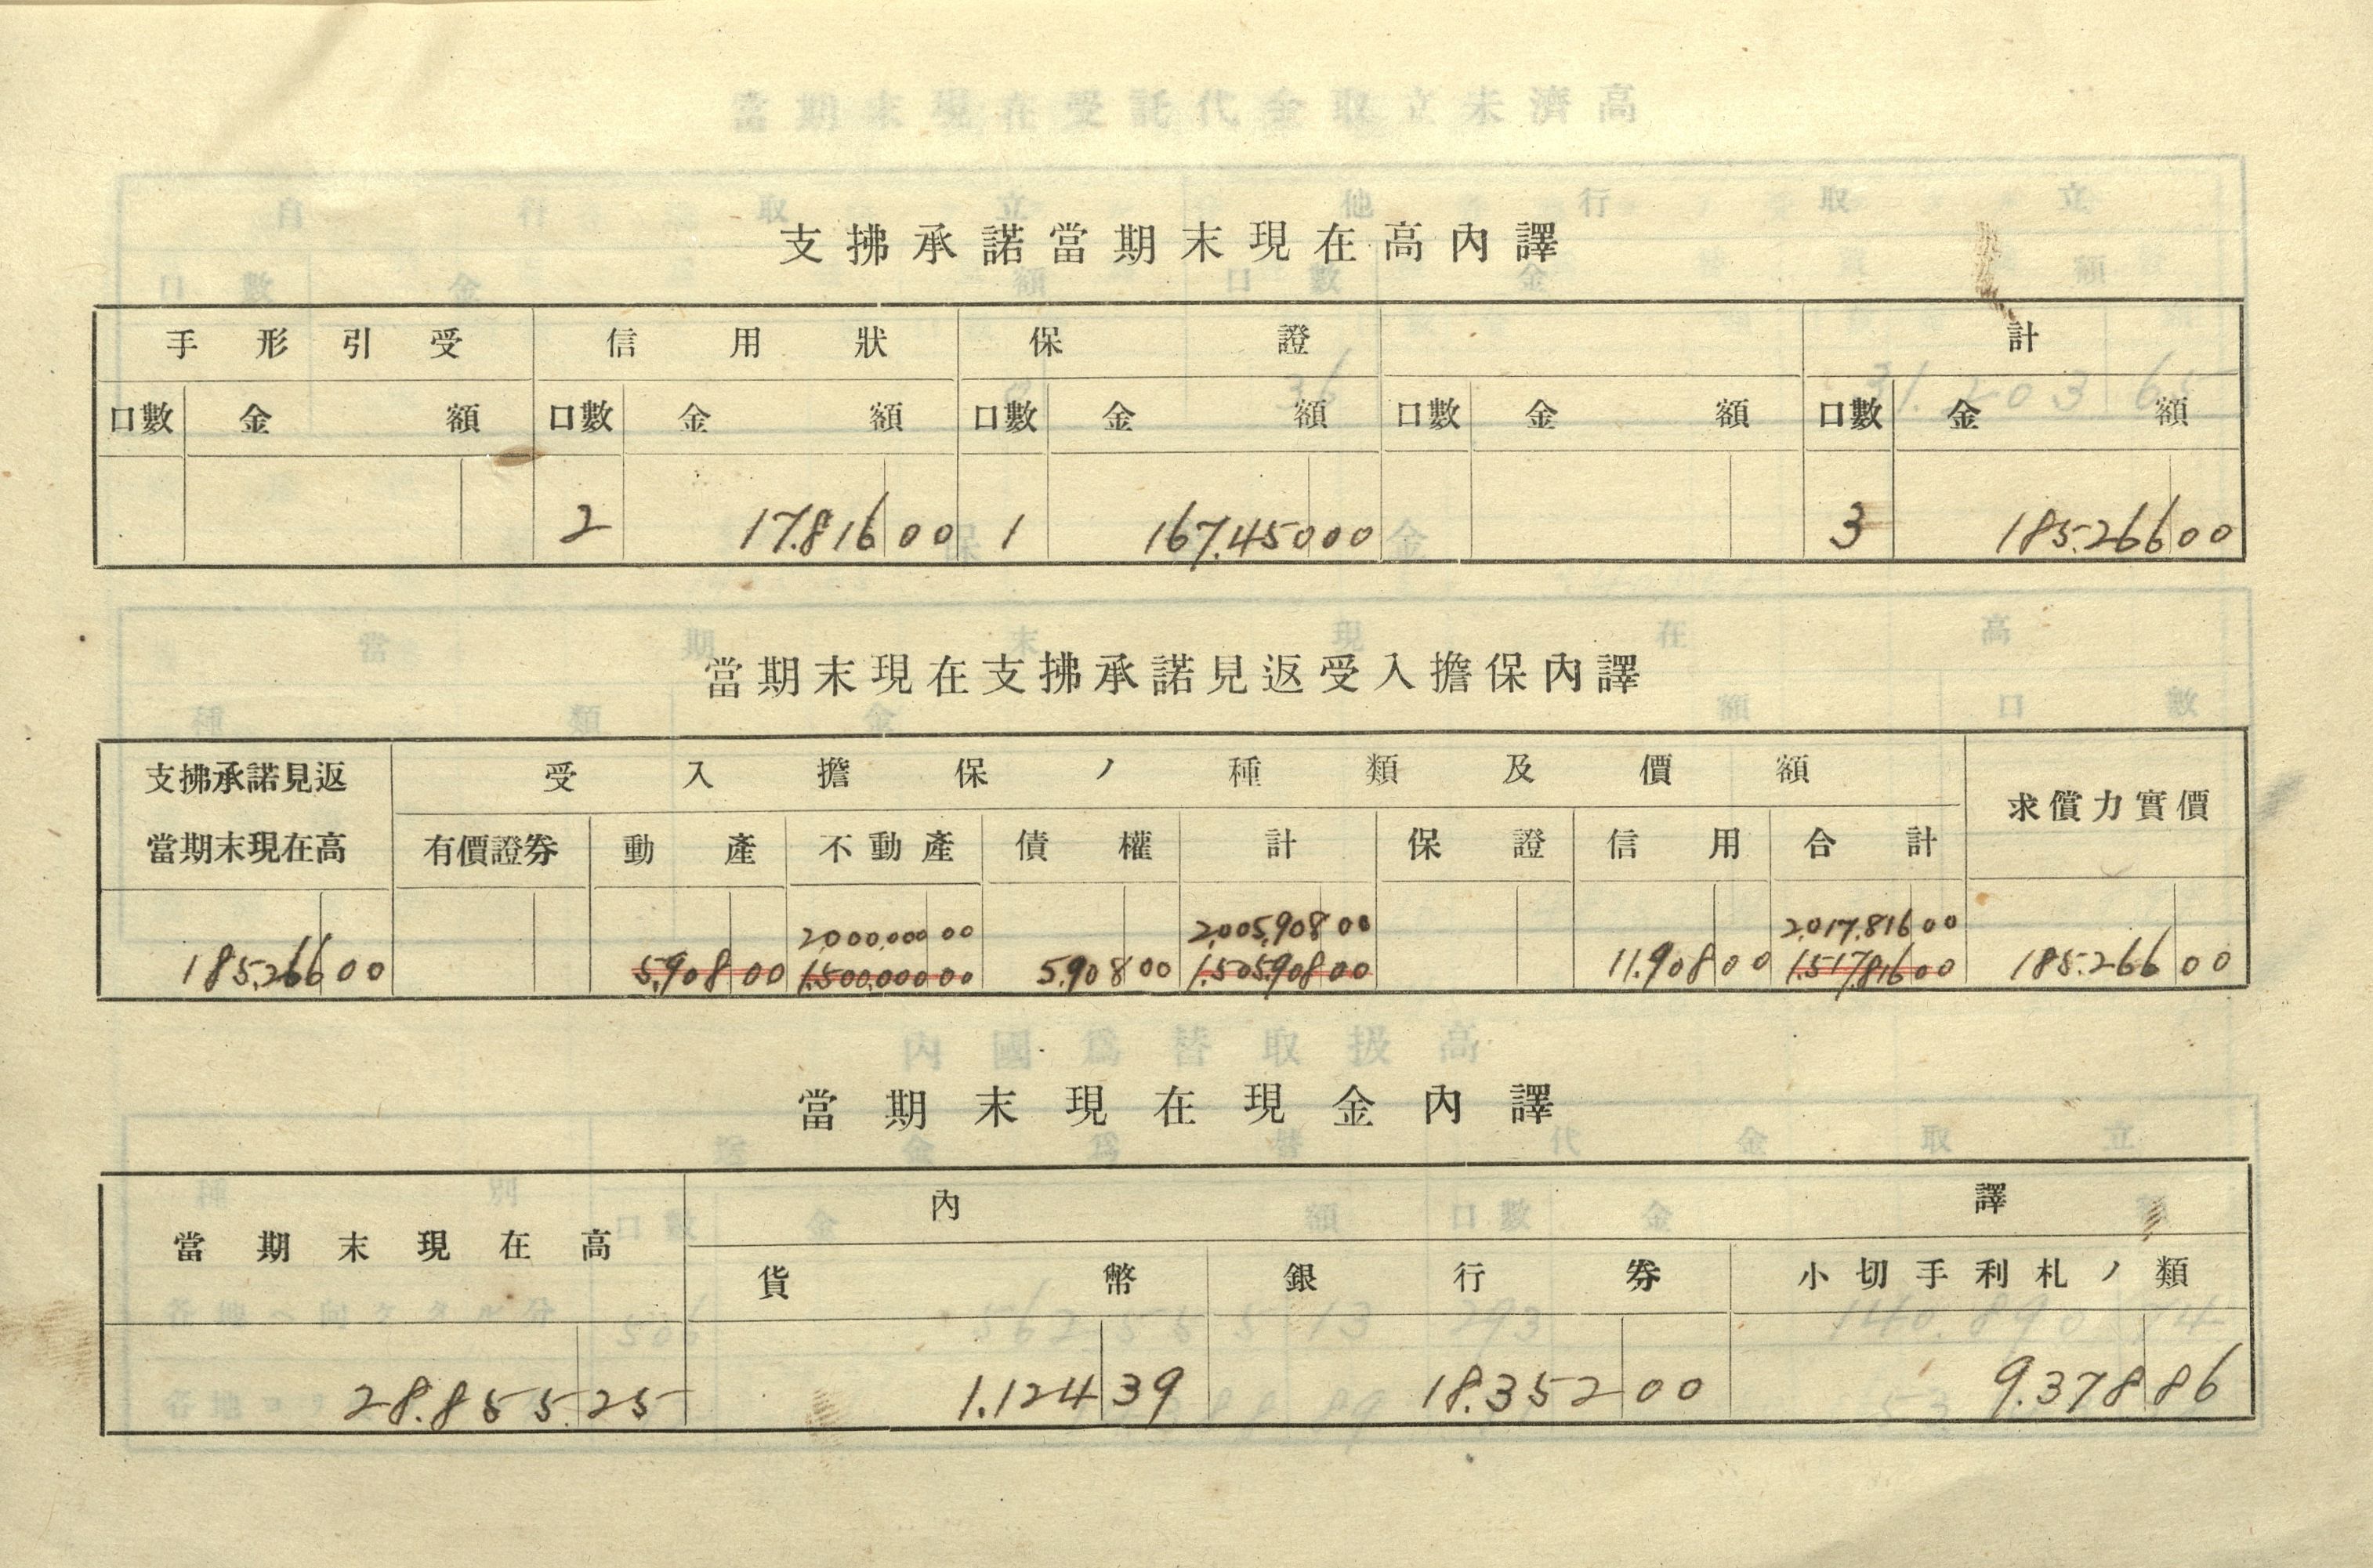 支拂承諾當期末現在高內譯
手形引受 信用狀 保證 計
口數 金額 口數 金額 口數 金額 口數 金額 口數 金額
2 17.816 00 1 167.450 00 3 185.266 00
當期末現在支拂承諾見返受入擔保內譯
支拂承諾見返 受入擔保ノ種類及價額 求償力實價
當期末現在高 有價證券 動產 不動產 債權 計 保證 信用 合計
2,000.000 00 2,005.908 00 2,017.816 00
185.266 00 5.908 00 1.500.000 00 5.908 00 1.505.908 00 11.908 00 1.517.816 00 185.266 00
當期末現在現金內譯
當期末現在高 內譯
貨幣 銀行券 小切手利札ノ類
28.855.25 1.124 39 18.352 00 9.378 86